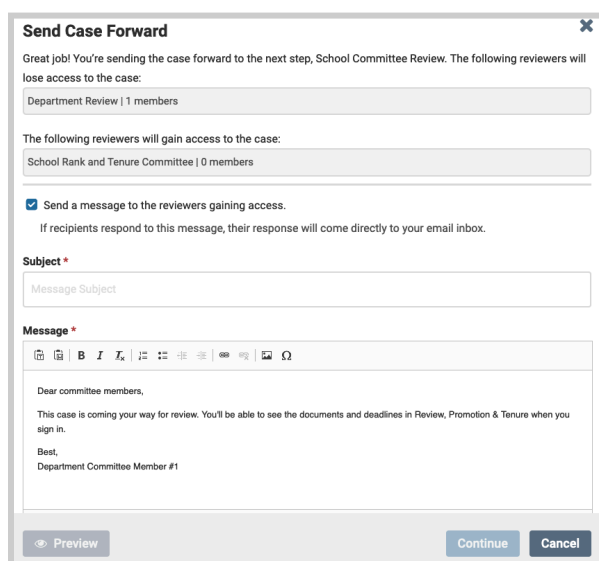 Send Case Forward
Great job! You're sending the case forward to the next step, School Committee Review. The following reviewers will
lose access to the case:
Department Review | 1 members
The following reviewers will gain access to the case:
School Rank and Tenure Committee | 0 members
Send a message to the reviewers gaining access.
If recipients respond to this message, their response will come directly to your email inbox.
Subject *
Message Subject
Message *
B I Tx Ω
Dear committee members,
This case is coming your way for review. You'll be able to see the documents and deadlines in Review, Promotion & Tenure when you
sign in.
Best,
Department Committee Member #1
Preview Continue Cancel